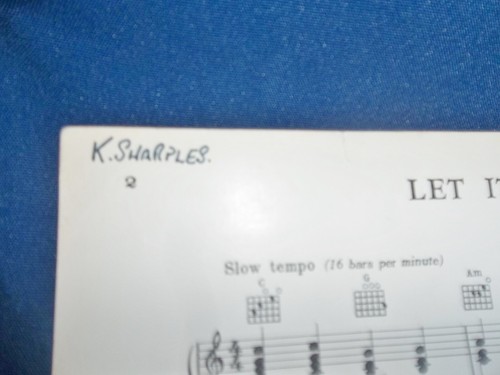 K. SHARPLES.
2
LET IT
Slow tempo (16 bars per minute)
C G Am